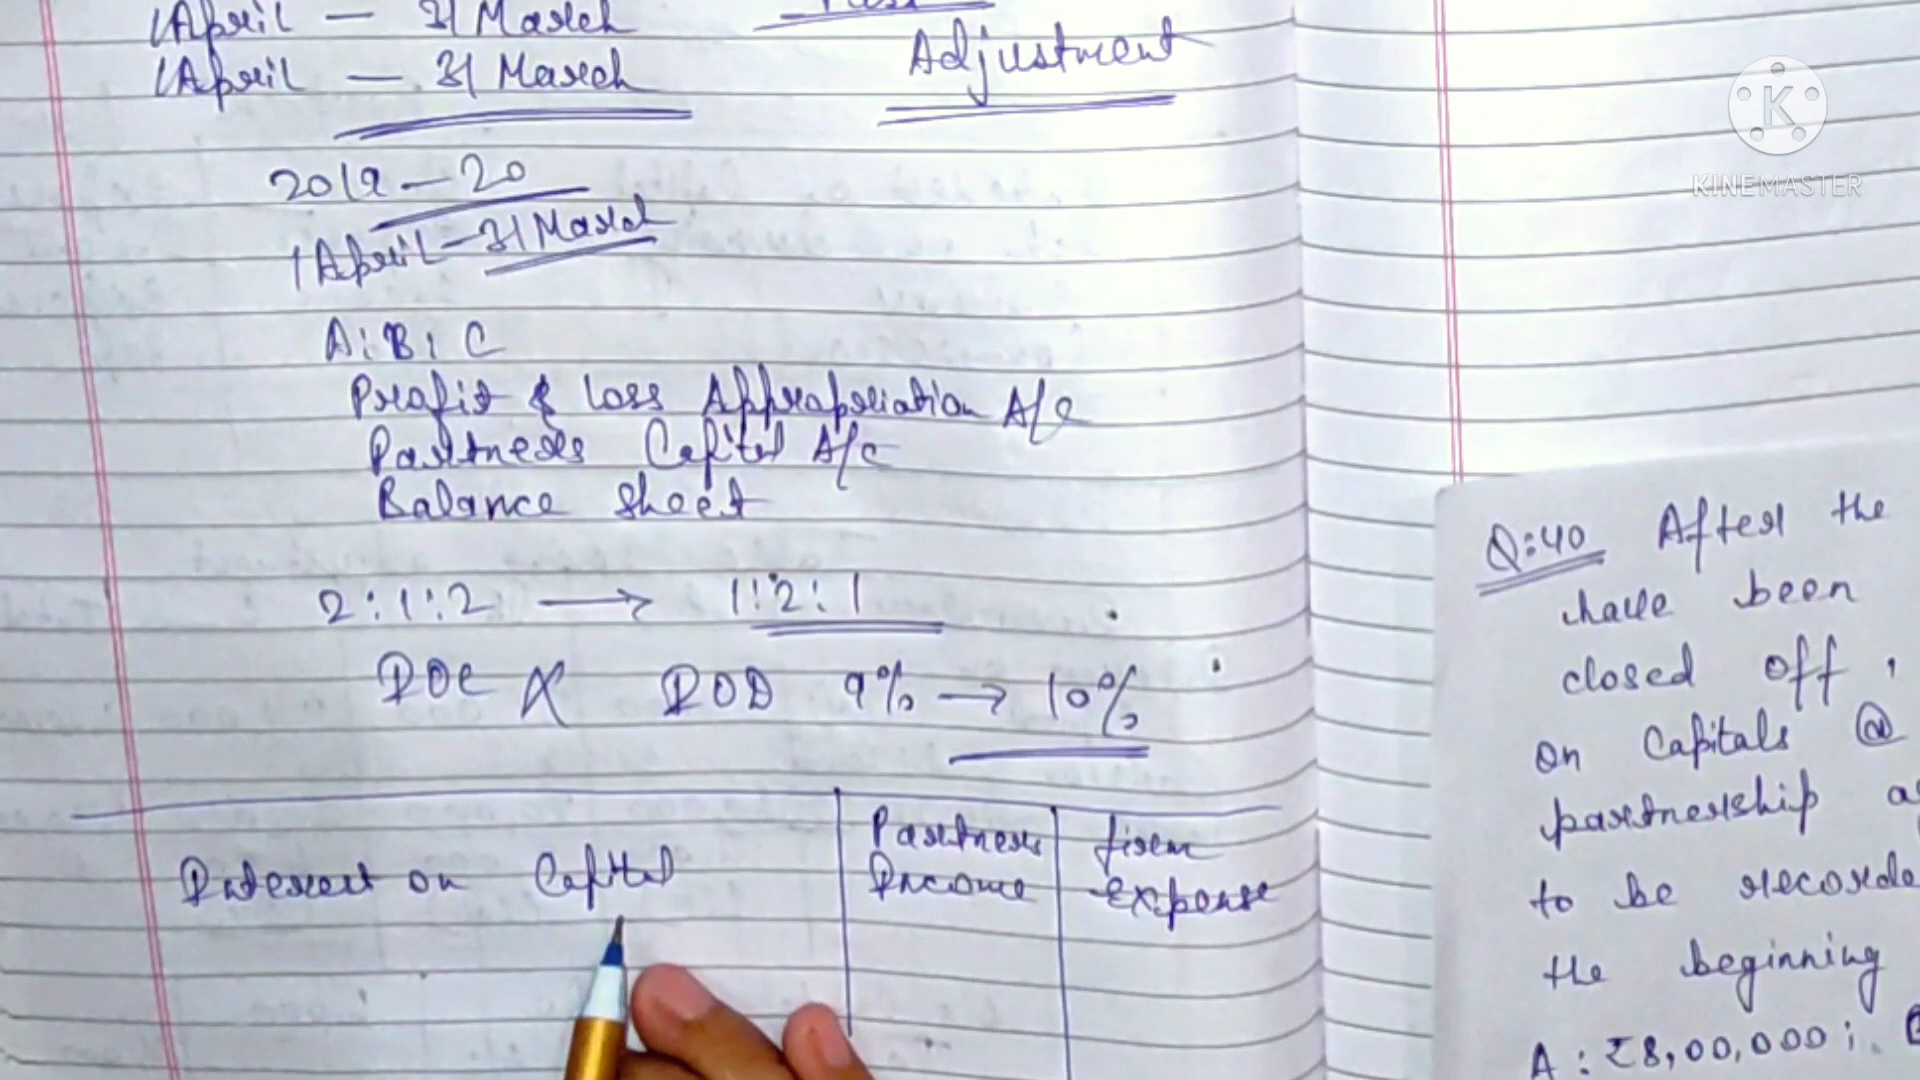 1 April — 31 March
1 April — 31 March
Adjustment
2019 — 20
1 April — 31 March
A : B : C
Profit & loss Appropriation A/c
Partners Capital A/c
Balance sheet
2 : 1 : 2 → 1 : 2 : 1
IOC X IOD 9% → 10%
Interest on Capital
Partners Income
firm expense
KINEMASTER
Q:40 After the
have been
closed off,
on Capitals @
partnership
to be
the beginning
A : ₹8,00,000 ;